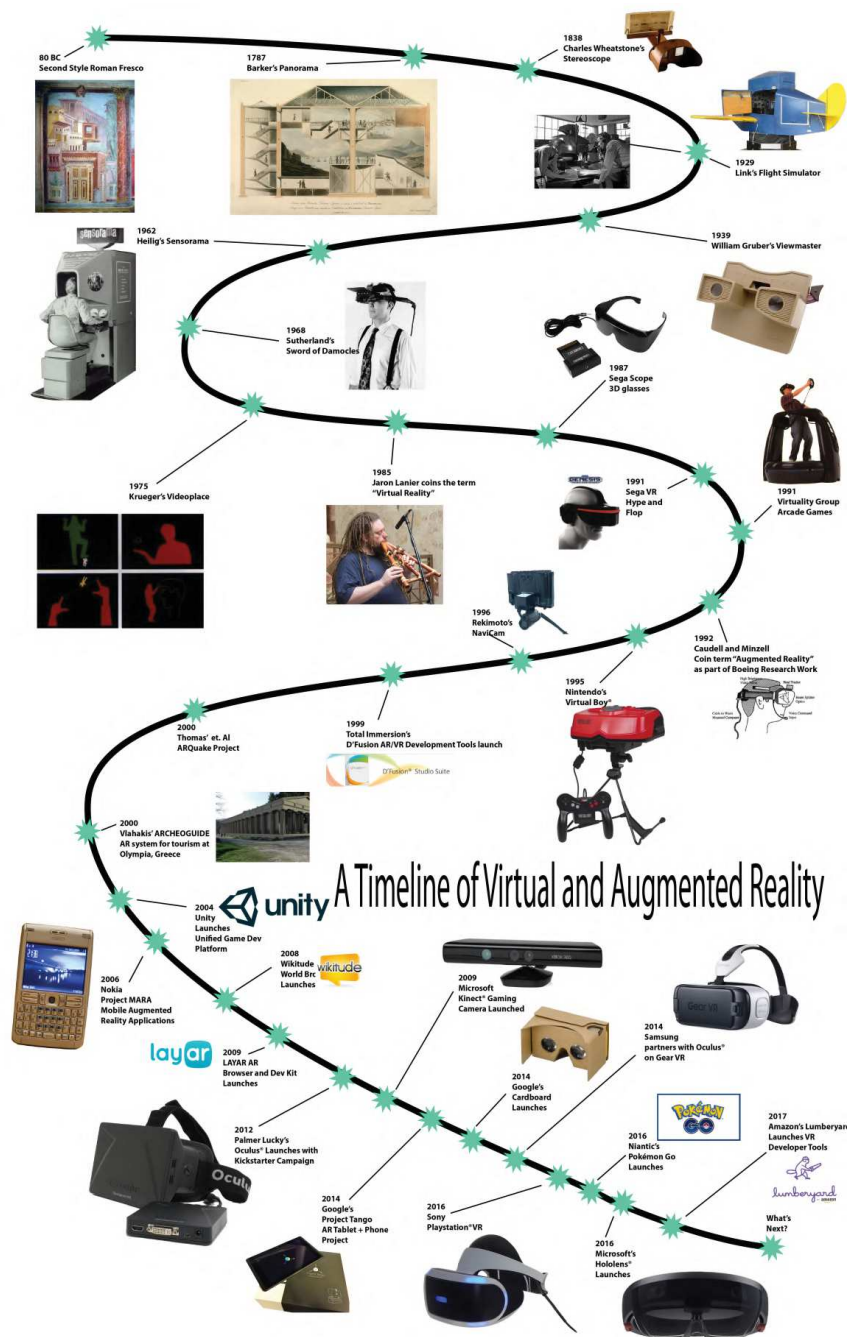 80 BC
Second Style Roman Fresco
1787
Barker's Panorama
1838
Charles Wheatstone's
Stereoscope
1929
Link's Flight Simulator
1939
William Gruber's Viewmaster
sensorama
1962
Heilig's Sensorama
1968
Sutherland's
Sword of Damocles
1987
Sega Scope
3D glasses
1975
Krueger's Videoplace
1985
Jaron Lanier coins the term
"Virtual Reality"
GENESIS
1991
Sega VR
Hype and
Flop
1991
Virtuality Group
Arcade Games
1992
Caudell and Minzell
Coin term "Augmented Reality"
as part of Boeing Research Work
1996
Rekimoto's
NaviCam
1995
Nintendo's
Virtual Boy®
1999
Total Immersion's
D'Fusion AR/VR Development Tools launch
D'Fusion® Studio Suite
2000
Thomas' et. Al
ARQuake Project
2000
Vlahakis' ARCHEOGUIDE
AR system for tourism at
Olympia, Greece
A Timeline of Virtual and Augmented Reality
2004
Unity
Launches
Unified Game Dev
Platform
unity
2006
Nokia
Project MARA
Mobile Augmented
Reality Applications
2008
Wikitude
World Brc
Launches
wikitude
2009
Microsoft
Kinect® Gaming
Camera Launched
layar
2009
LAYAR AR
Browser and Dev Kit
Launches
2014
Samsung
partners with Oculus®
on Gear VR
Gear VR
2014
Google's
Cardboard
Launches
2012
Palmer Lucky's
Oculus® Launches with
Kickstarter Campaign
Oculu
POKÉMON
GO
2016
Niantic's
Pokémon Go
Launches
2017
Amazon's Lumberyard
Launches VR
Developer Tools
lumberyard
2014
Google's
Project Tango
AR Tablet + Phone
Project
2016
Sony
Playstation®VR
2016
Microsoft's
Hololens®
Launches
What's
Next?